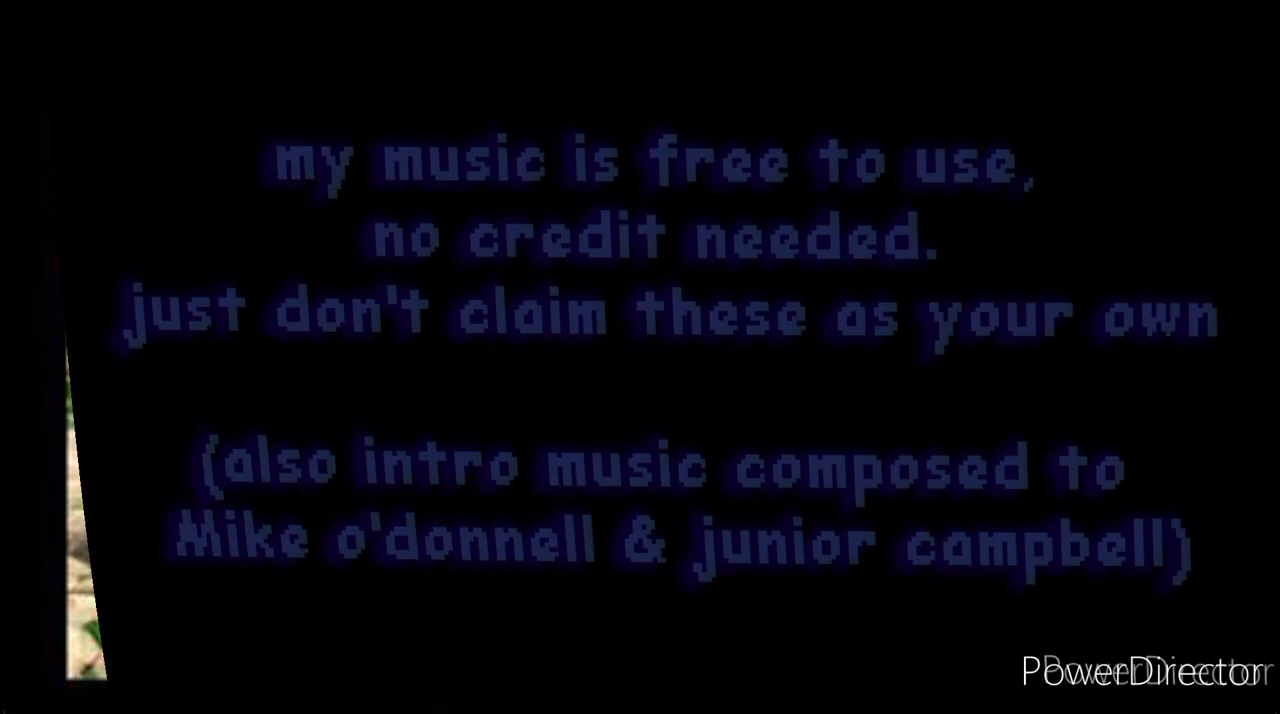 my music is free to use,
no credit needed.
just don't claim these as your own
(also intro music composed to
Mike o'donnell & junior campbell)
PowerDirector
PowerDirector